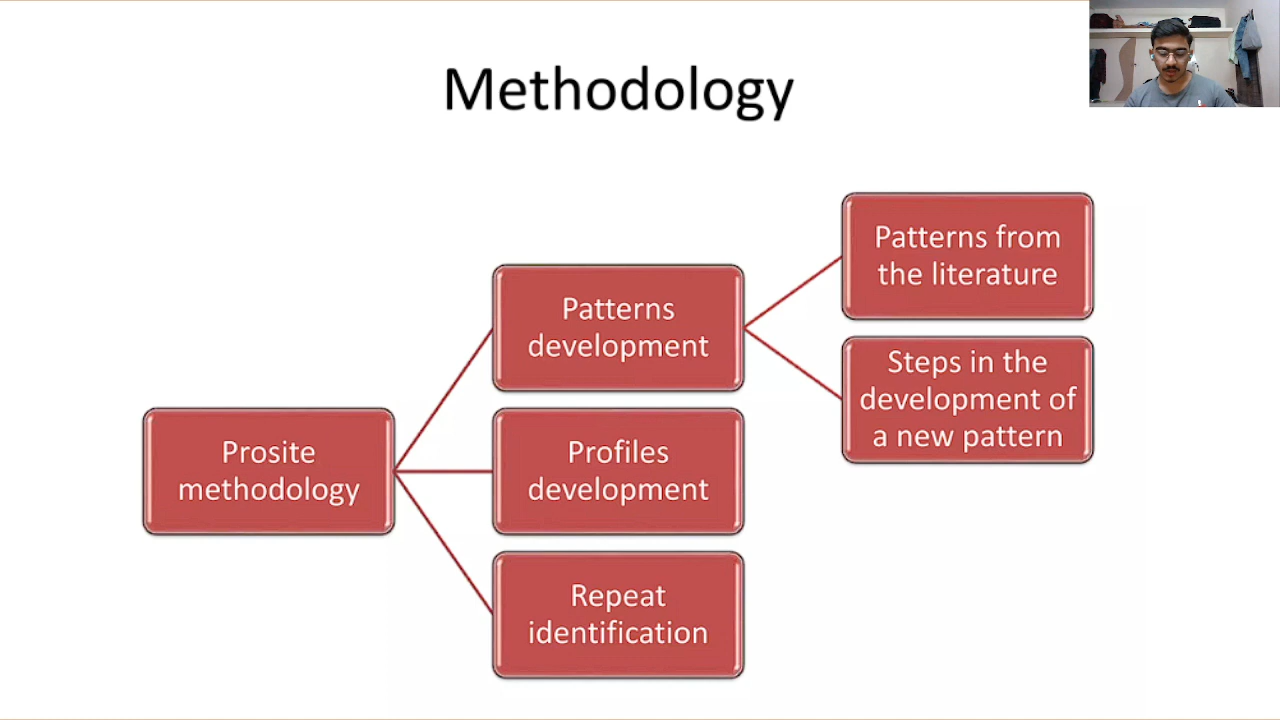 Methodology
Prosite
methodology
Patterns
development
Profiles
development
Repeat
identification
Patterns from
the literature
Steps in the
development of
a new pattern